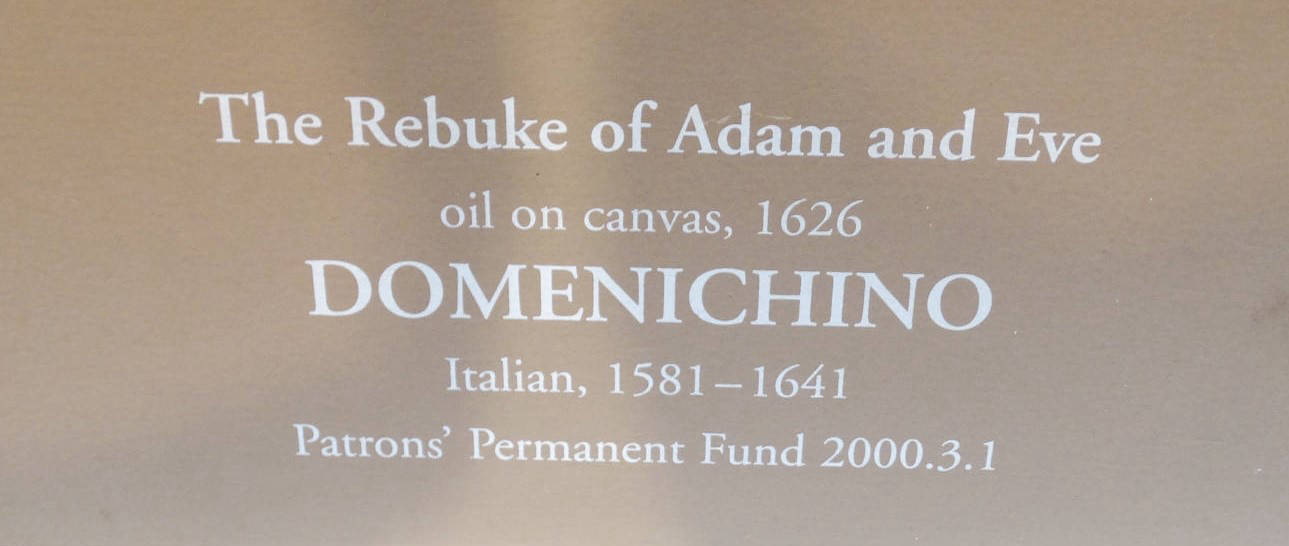 The Rebuke of Adam and Eve
oil on canvas, 1626
DOMENICHINO
Italian, 1581–1641
Patrons’ Permanent Fund 2000.3.1